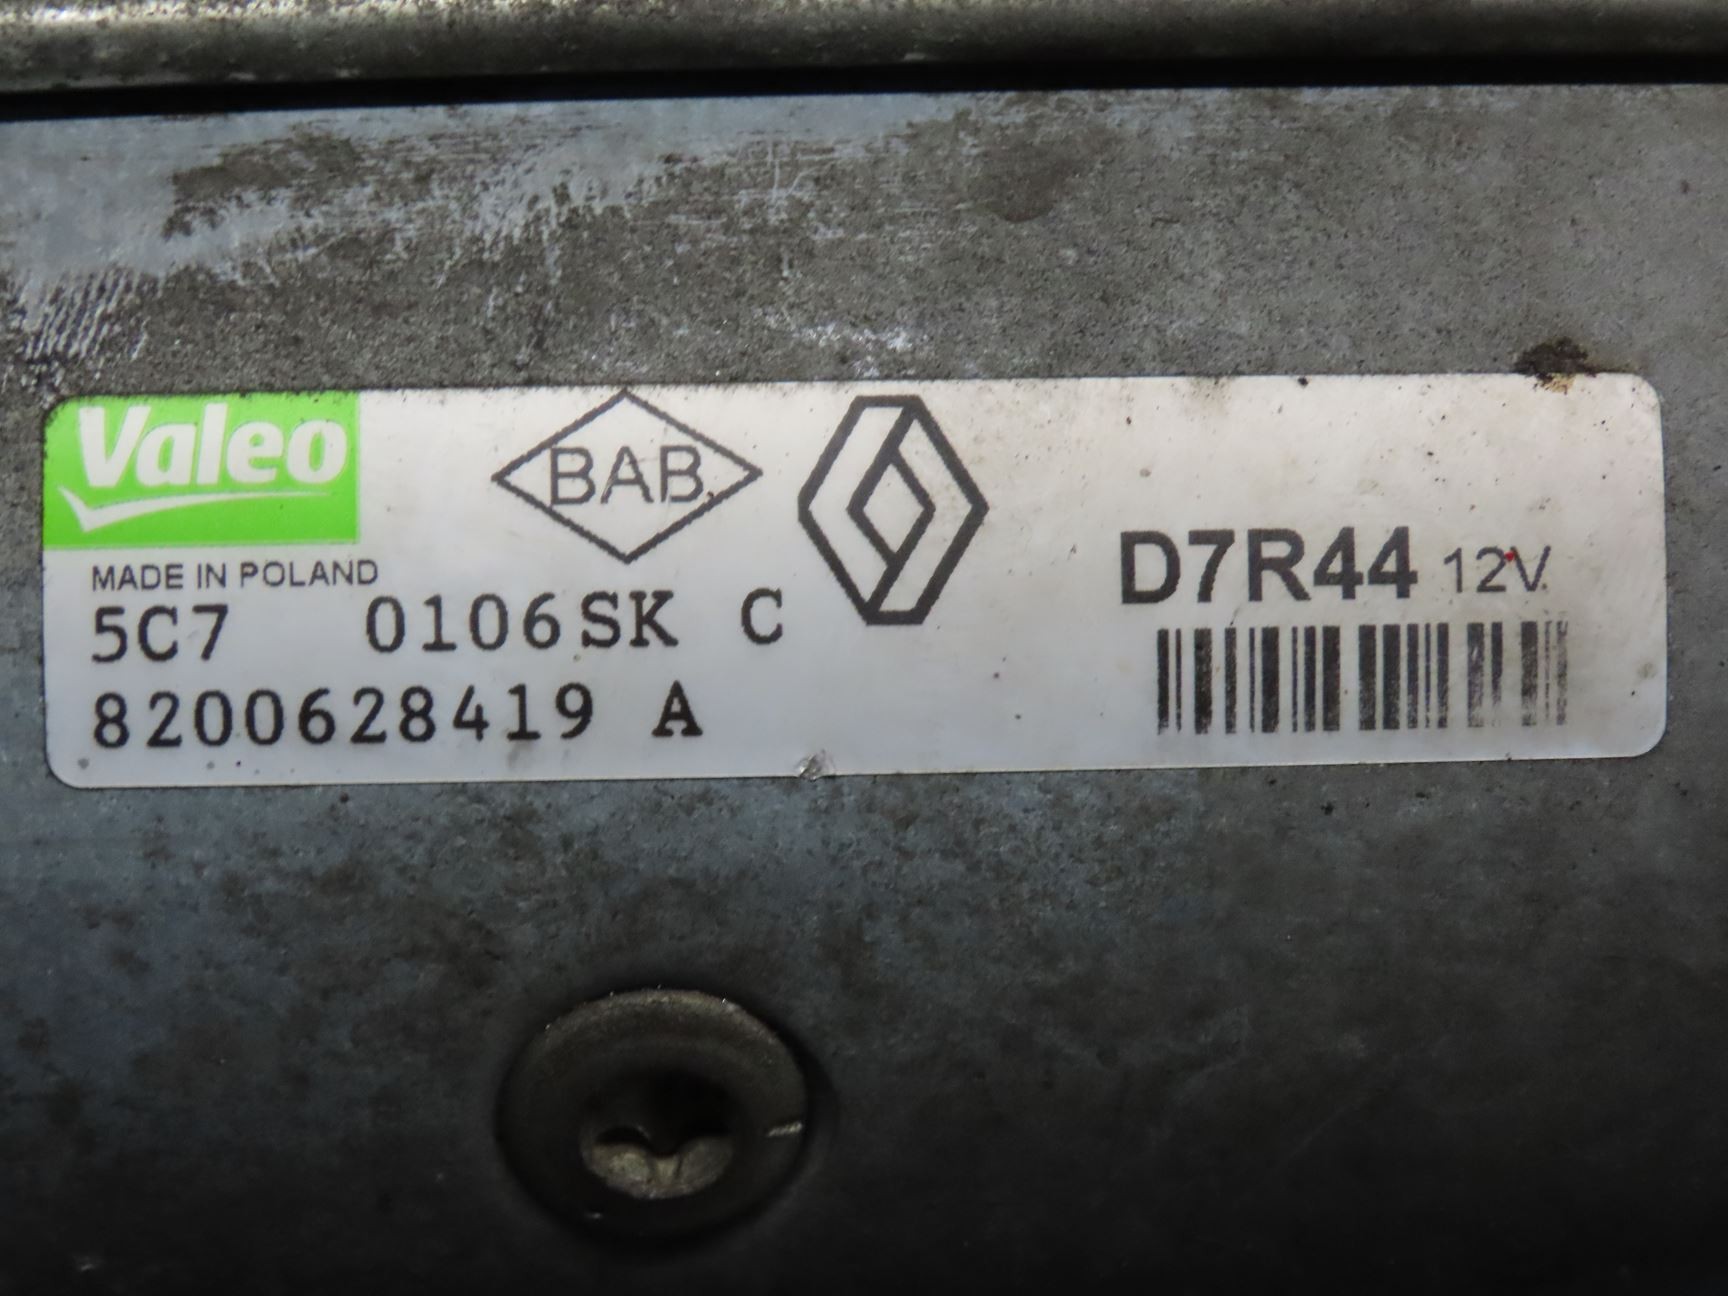 Valeo
BAB
MADE IN POLAND
D7R44 12V
5C7 0106SK C
8200628419 A